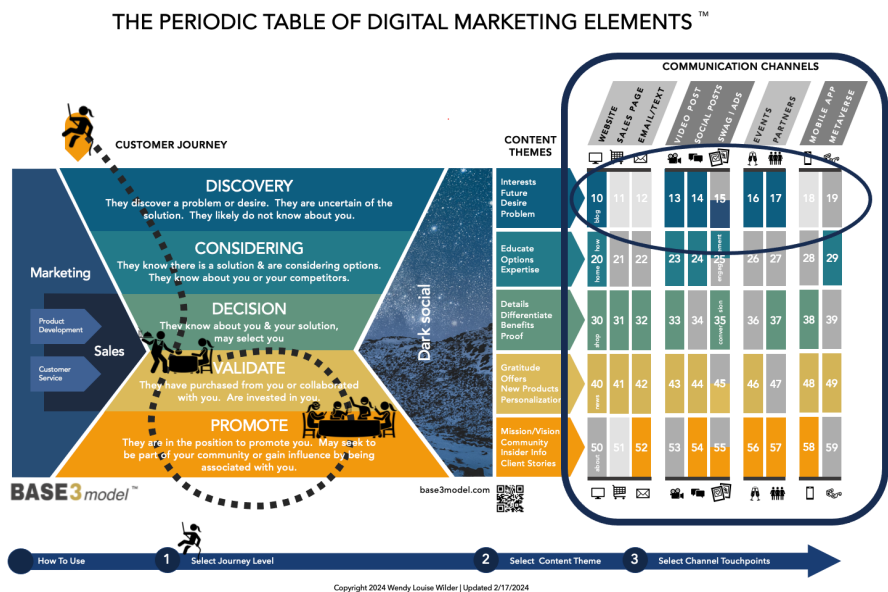 THE PERIODIC TABLE OF DIGITAL MARKETING ELEMENTS ™
COMMUNICATION CHANNELS
WEBSITE
SALES PAGE
EMAIL/TEXT
VIDEO POST
SOCIAL POSTS
SWAG I ADS
EVENTS
PARTNERS
MOBILE APP
METAVERSE
CUSTOMER JOURNEY
CONTENT
THEMES
DISCOVERY
They discover a problem or desire. They are uncertain of the
solution. They likely do not know about you.
Interests
Future
Desire
Problem
10 11 12 13 14 15 16 17 18 19
blog
CONSIDERING
They know there is a solution & are considering options.
They know about you or your competitors.
Educate
Options
Expertise
20 21 22 23 24 25 26 27 28 29
home how
engagement
Marketing
Product
Development
Customer
Service
Sales
DECISION
They know about you & your solution,
may select you
Dark social
Details
Differentiate
Benefits
Proof
30 31 32 33 34 35 36 37 38 39
shop
conversion
VALIDATE
They have purchased from you or collaborated
with you. Are invested in you.
Gratitude
Offers
New Products
Personalization
40 41 42 43 44 45 46 47 48 49
news
PROMOTE
They are in the position to promote you. May seek to
be part of your community or gain influence by being
associated with you.
Mission/Vision
Community
Insider Info
Client Stories
50 51 52 53 54 55 56 57 58 59
about
BASE3model ™
base3model.com
How To Use
1 Select Journey Level
2 Select Content Theme
3 Select Channel Touchpoints
Copyright 2024 Wendy Louise Wilder | Updated 2/17/2024